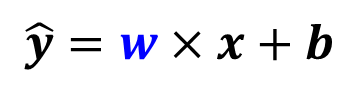 ŷ = w × x + b